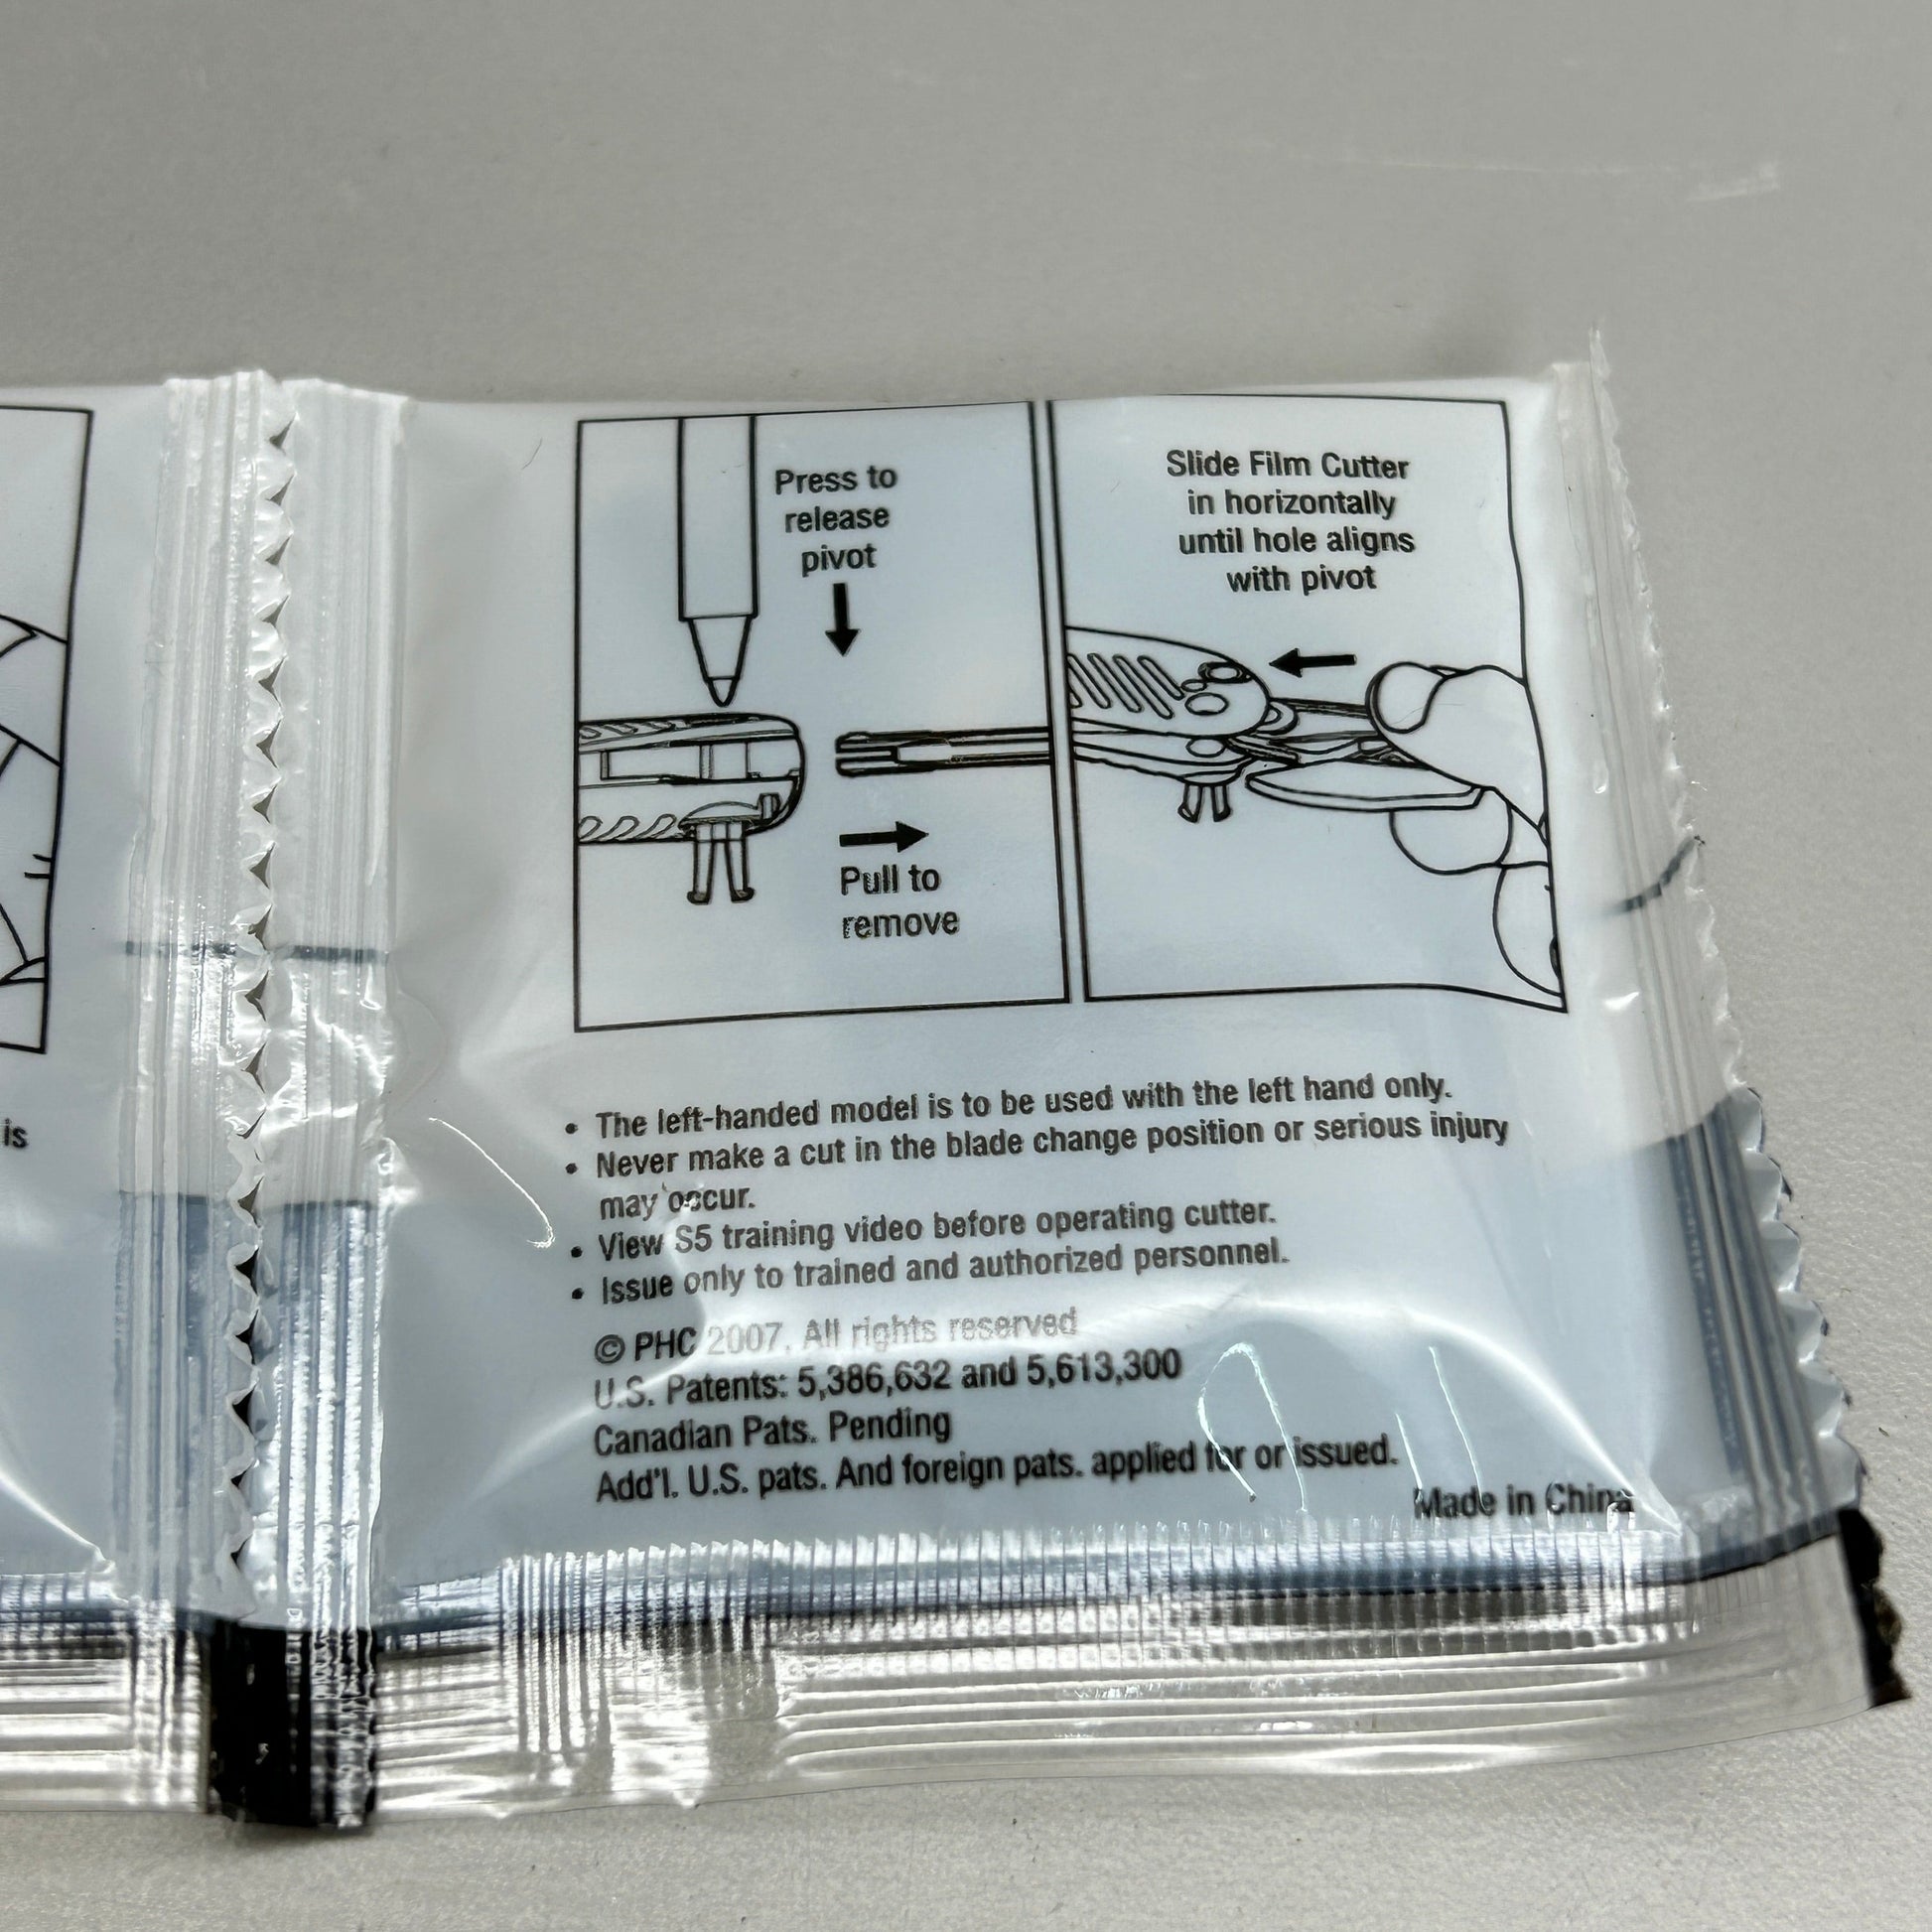 Press to
release
pivot
Pull to
remove
Slide Film Cutter
in horizontally
until hole aligns
with pivot
is
• The left-handed model is to be used with the left hand only.
• Never make a cut in the blade change position or serious injury
may occur.
• View S5 training video before operating cutter.
• Issue only to trained and authorized personnel.
© PHC 2007. All rights reserved
U.S. Patents: 5,386,632 and 5,613,300
Canadian Pats. Pending
Add'l. U.S. pats. And foreign pats. applied for or issued.
Made in China